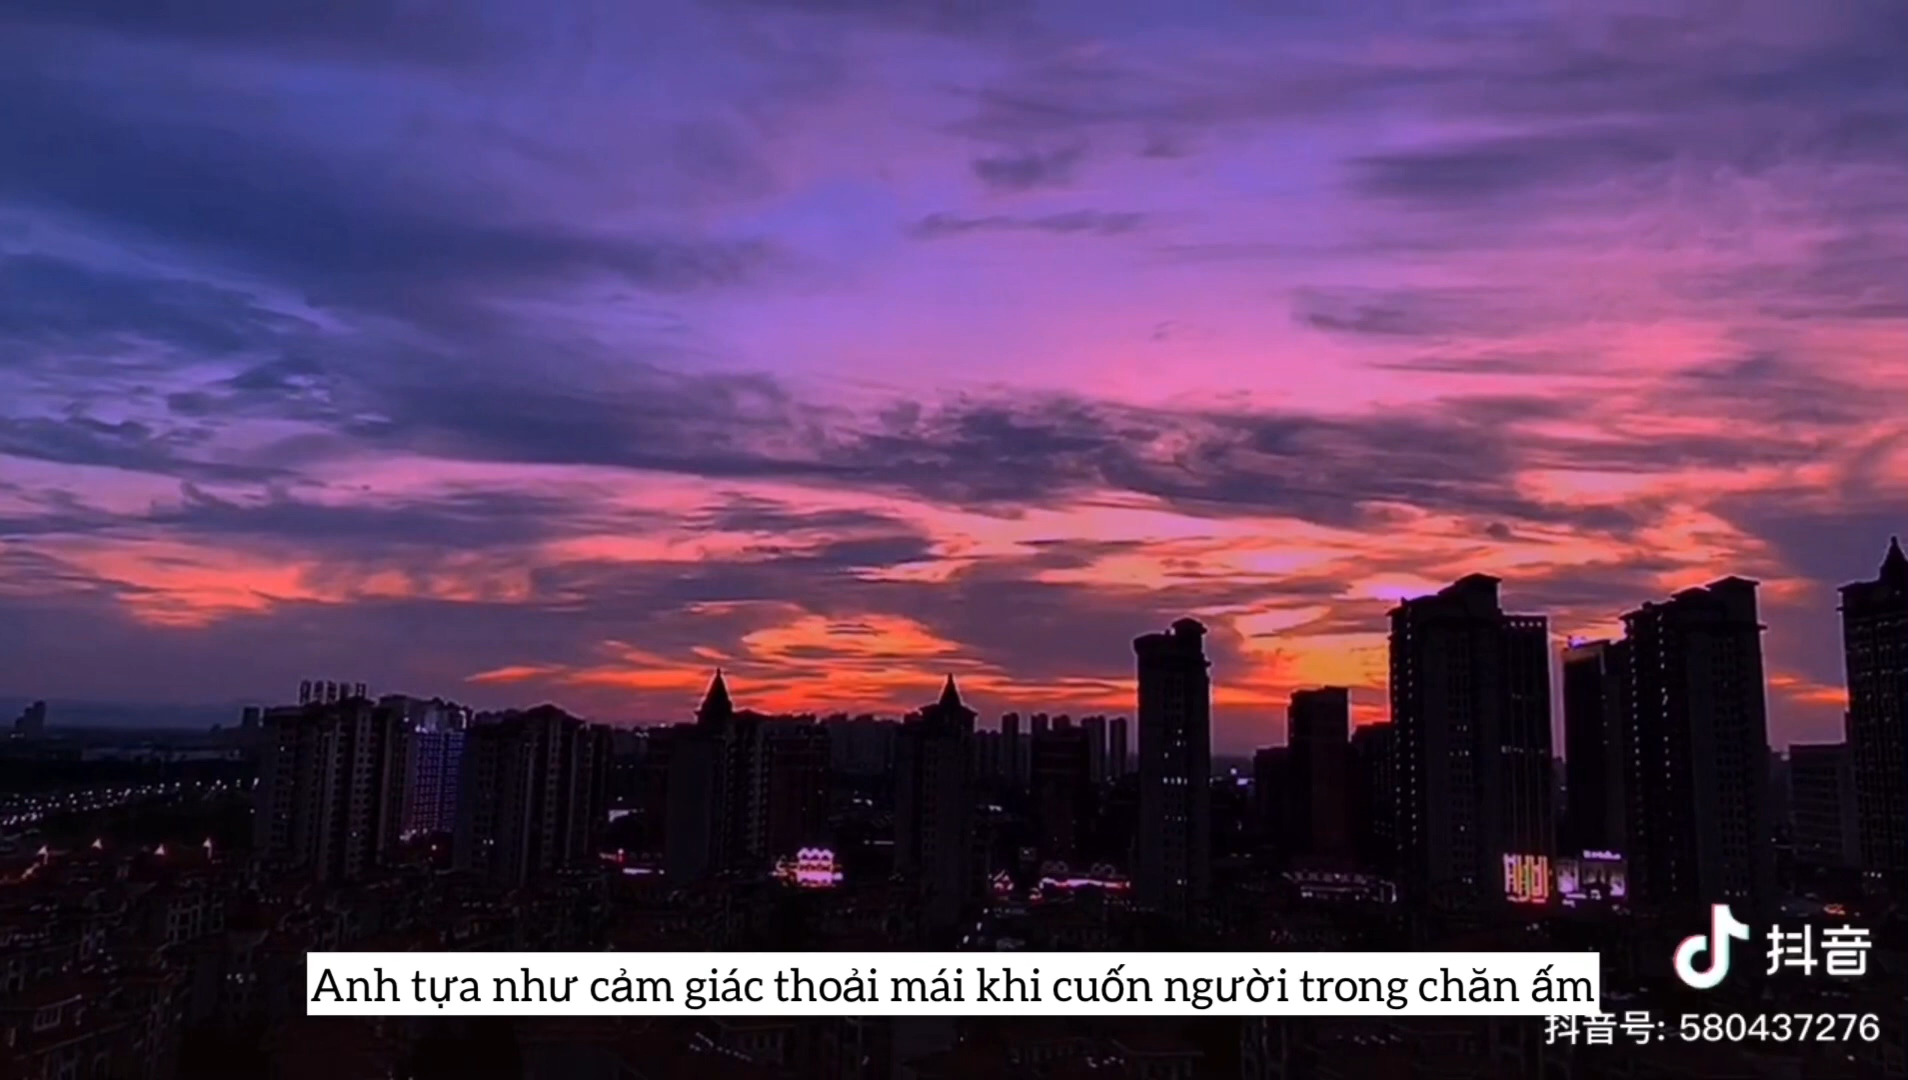 Anh tựa như cảm giác thoải mái khi cuốn người trong chăn ấm
抖音
抖音号: 580437276